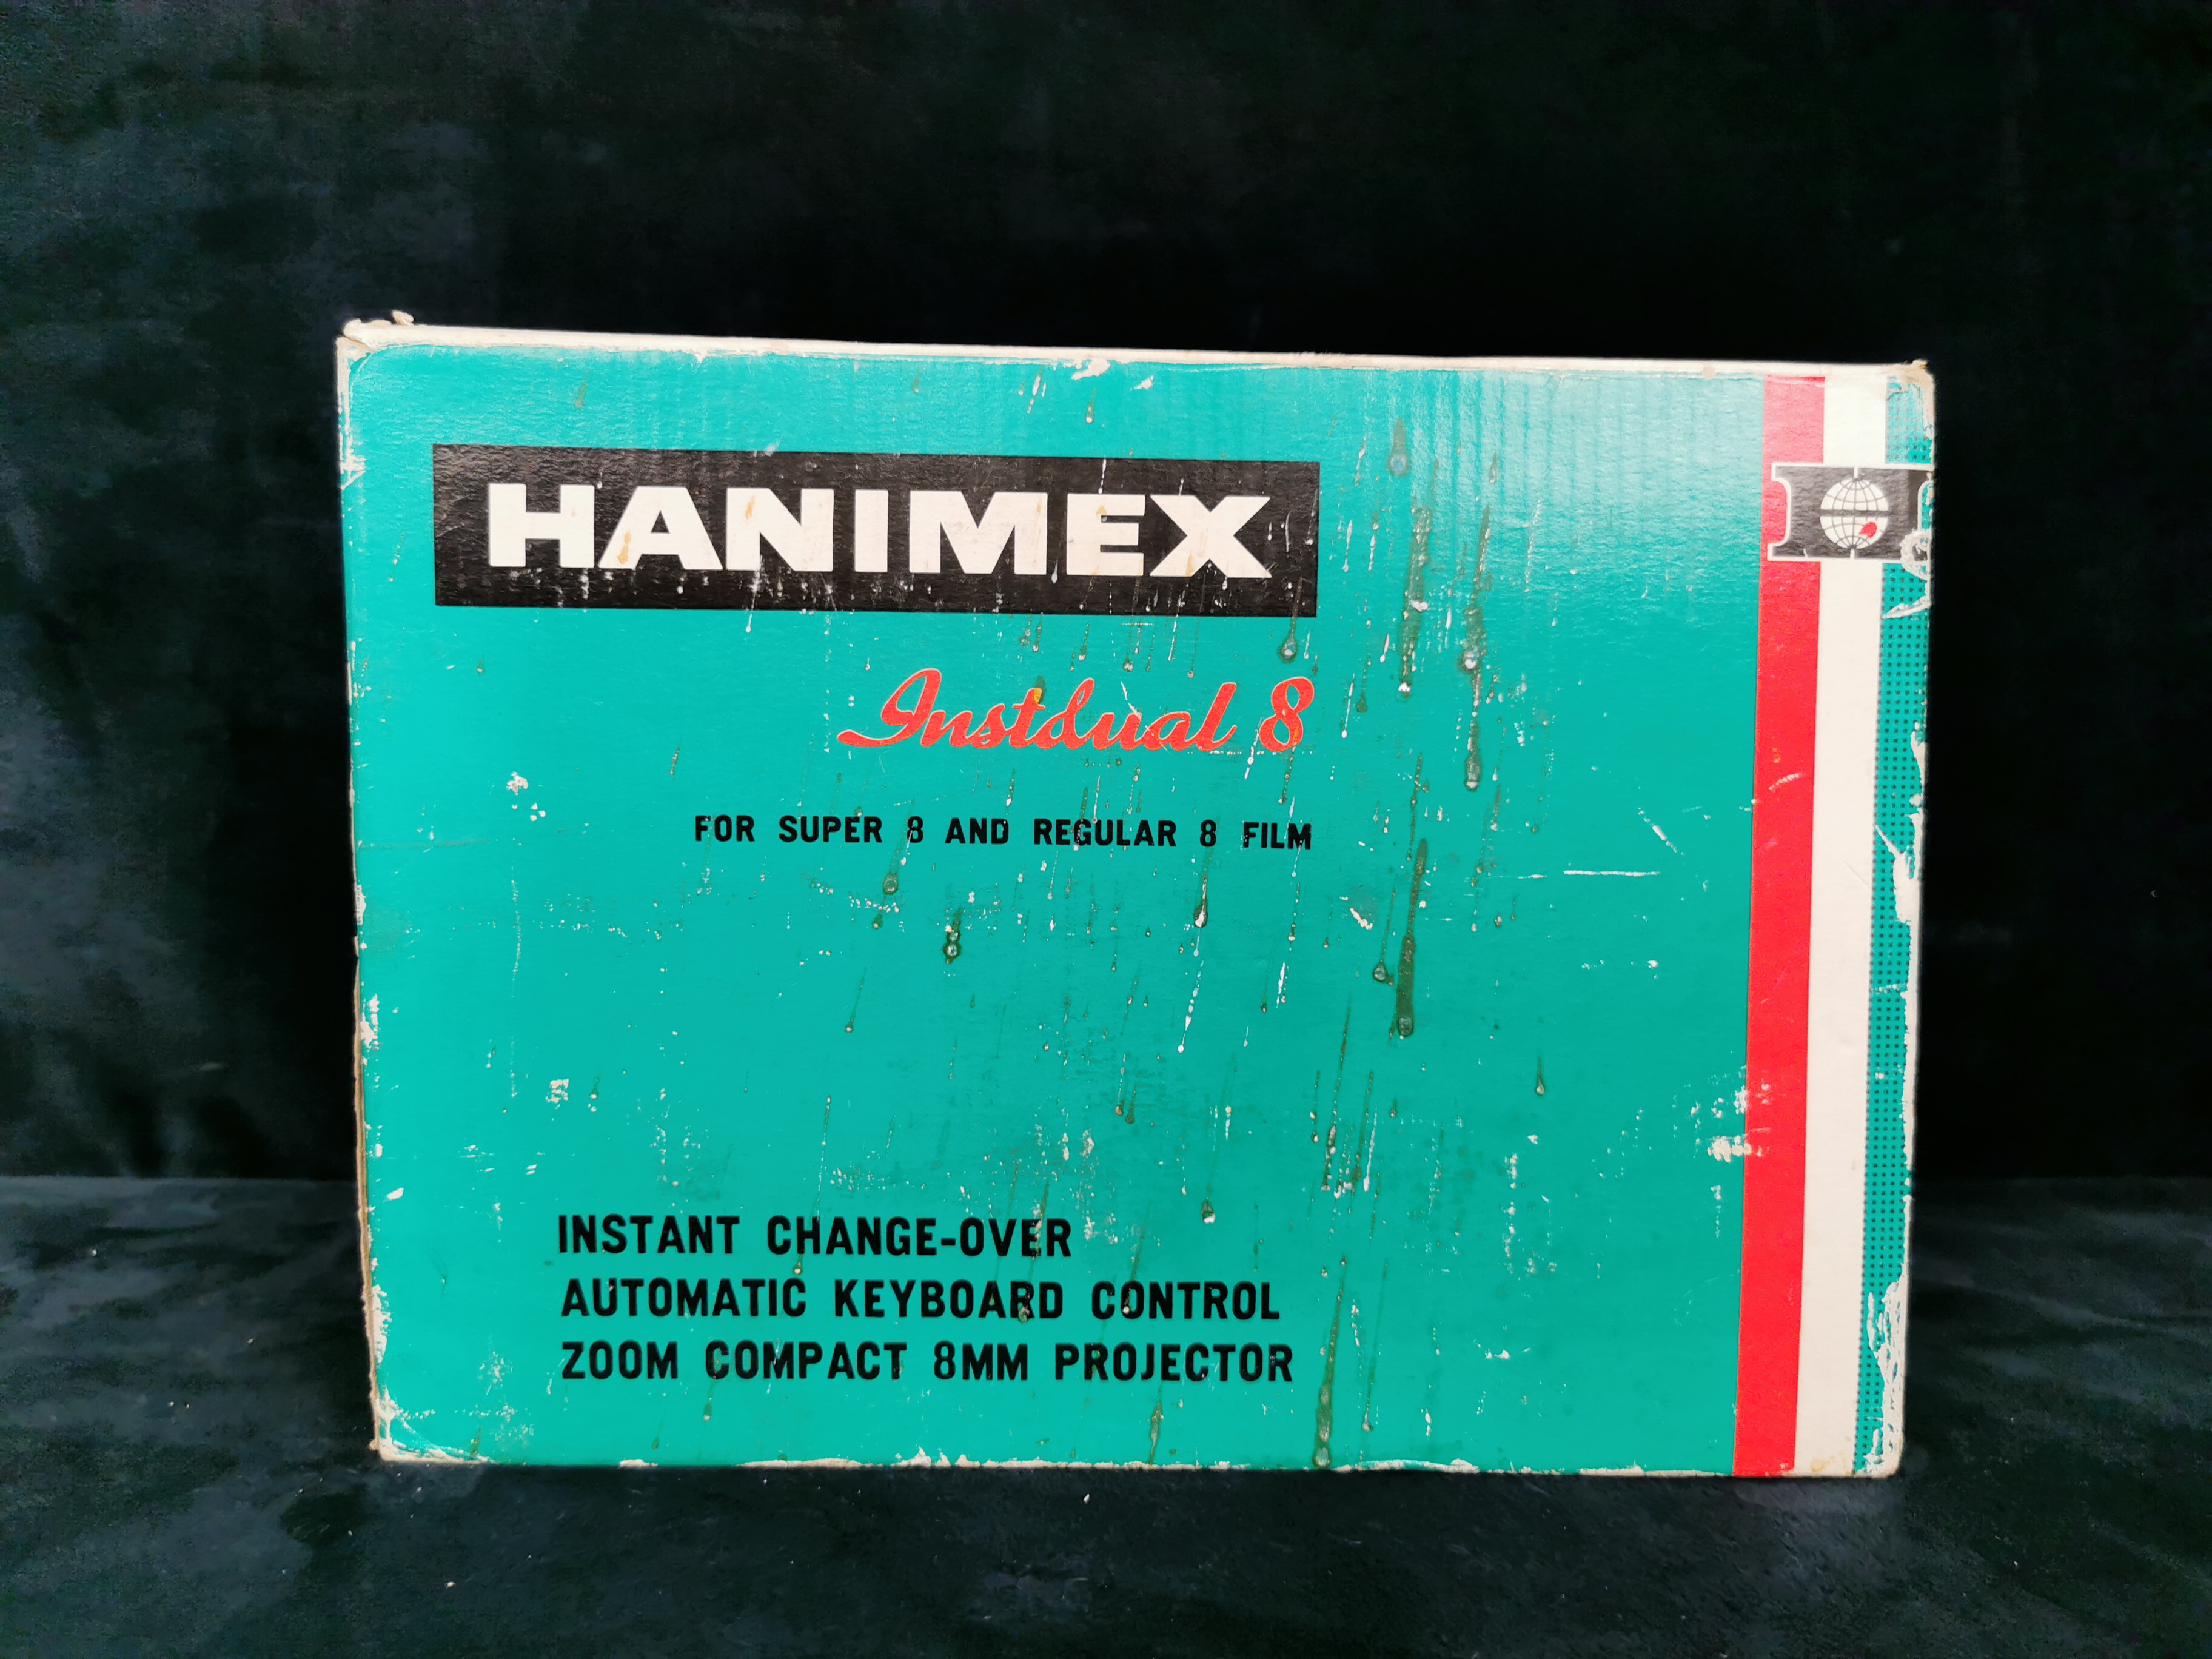 HANIMEX
Instdual 8
FOR SUPER 8 AND REGULAR 8 FILM
INSTANT CHANGE-OVER
AUTOMATIC KEYBOARD CONTROL
ZOOM COMPACT 8MM PROJECTOR